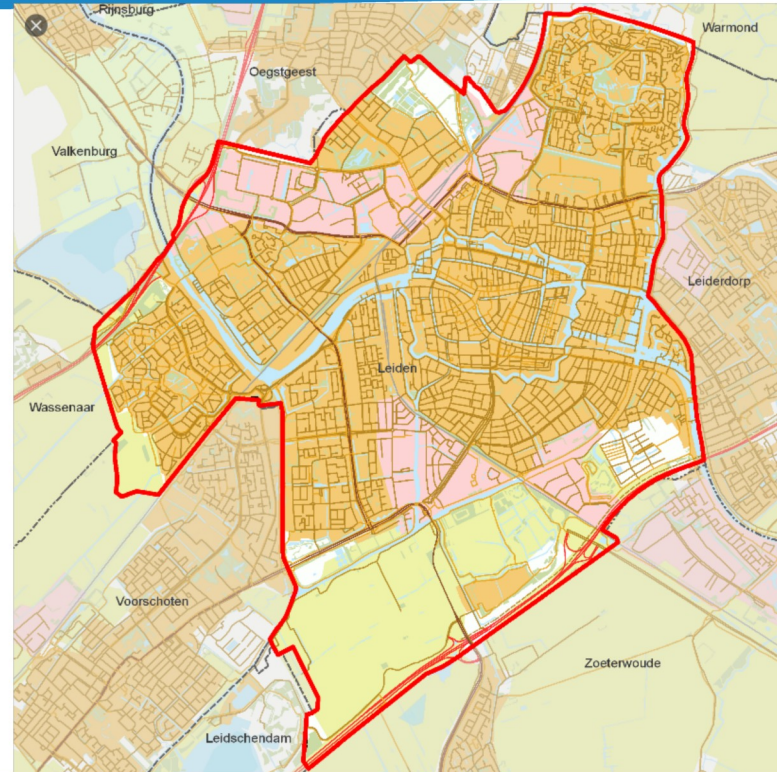 Rijnsburg
Warmond
Oegstgeest
Valkenburg
Leiderdorp
Leiden
Wassenaar
Voorschoten
Zoeterwoude
Leidschendam